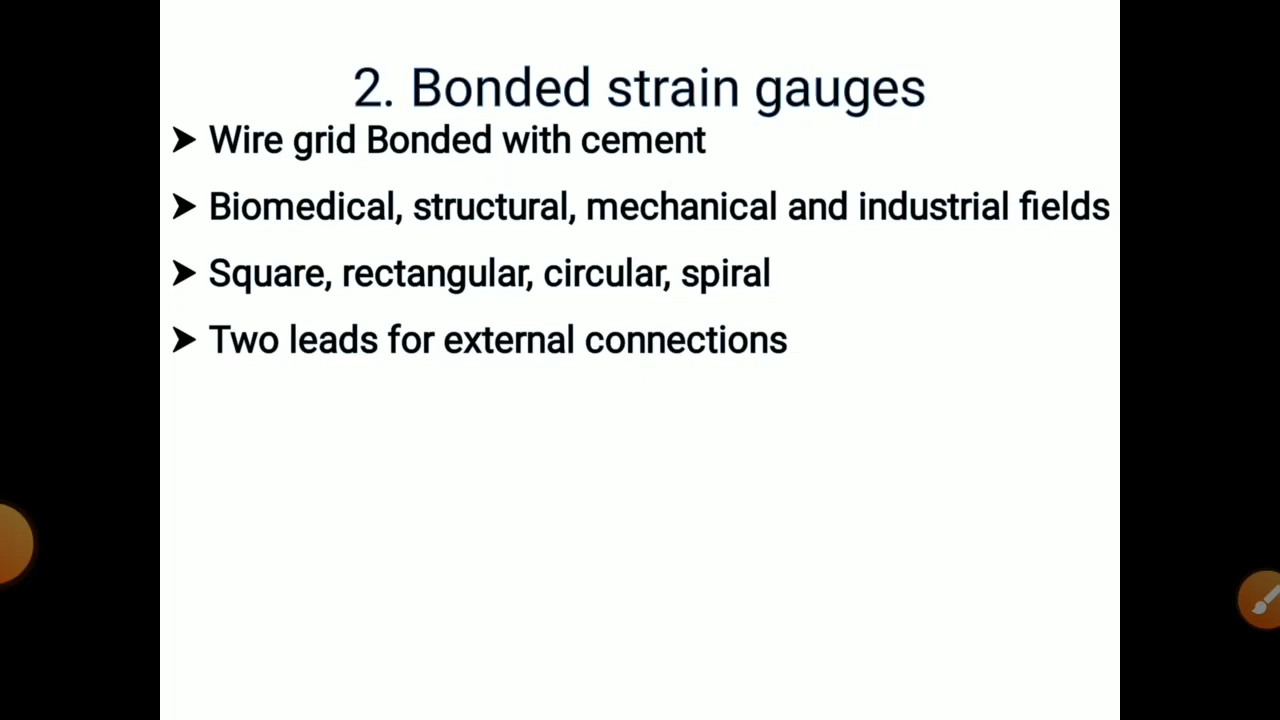 2. Bonded strain gauges
➤ Wire grid Bonded with cement
➤ Biomedical, structural, mechanical and industrial fields
➤ Square, rectangular, circular, spiral
➤ Two leads for external connections